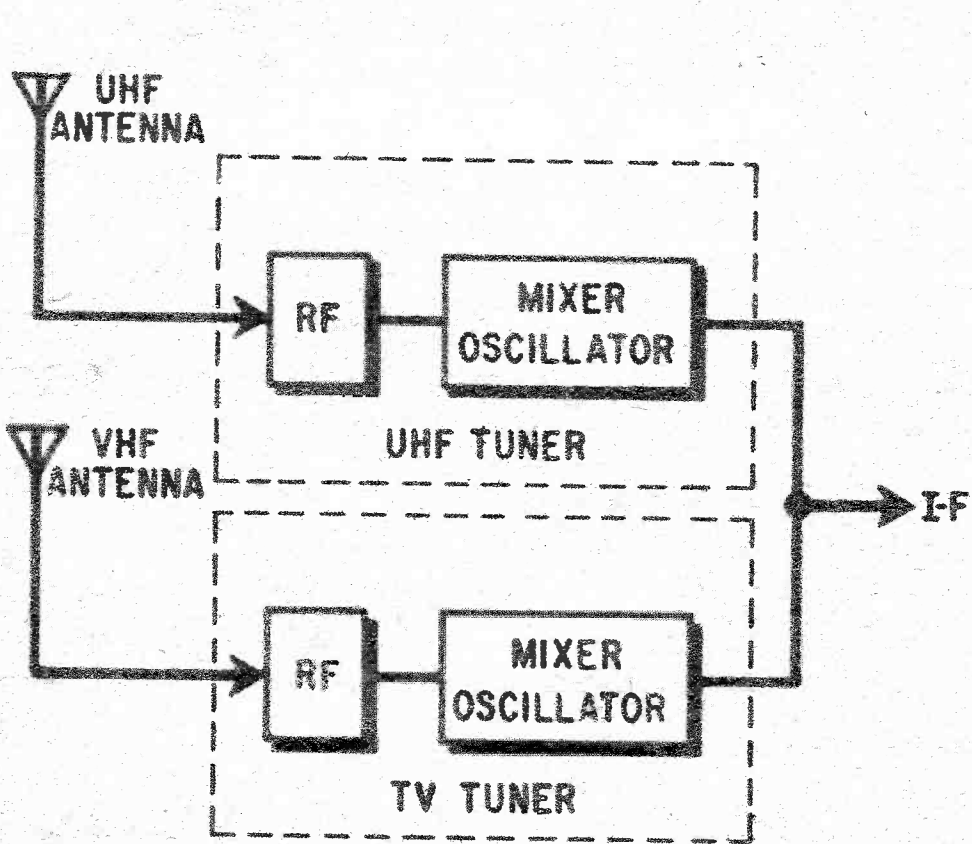 UHF
ANTENNA
RF
MIXER
OSCILLATOR
UHF TUNER
VHF
ANTENNA
I-F
RF
MIXER
OSCILLATOR
TV TUNER